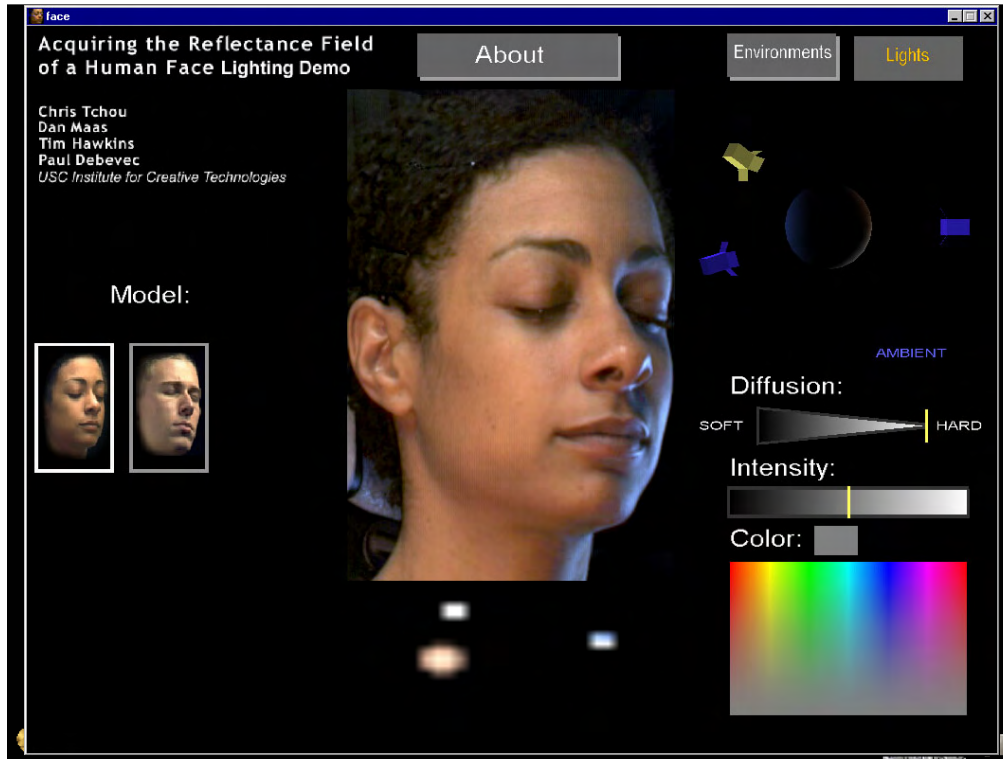 face
Acquiring the Reflectance Field
of a Human Face Lighting Demo
Chris Tchou
Dan Maas
Tim Hawkins
Paul Debevec
USC Institute for Creative Technologies
About
Environments
Lights
Model:
AMBIENT
Diffusion:
SOFT
HARD
Intensity:
Color: